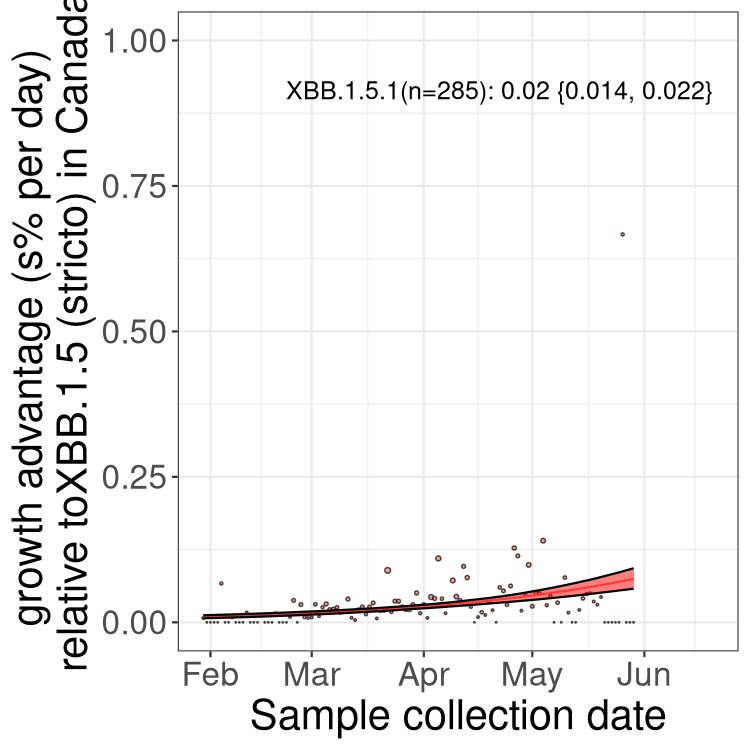 growth advantage (s% per day)
relative toXBB.1.5 (stricto) in Canada
1.00
0.75
0.50
0.25
0.00
XBB.1.5.1(n=285): 0.02 {0.014, 0.022}
Feb Mar Apr May Jun
Sample collection date